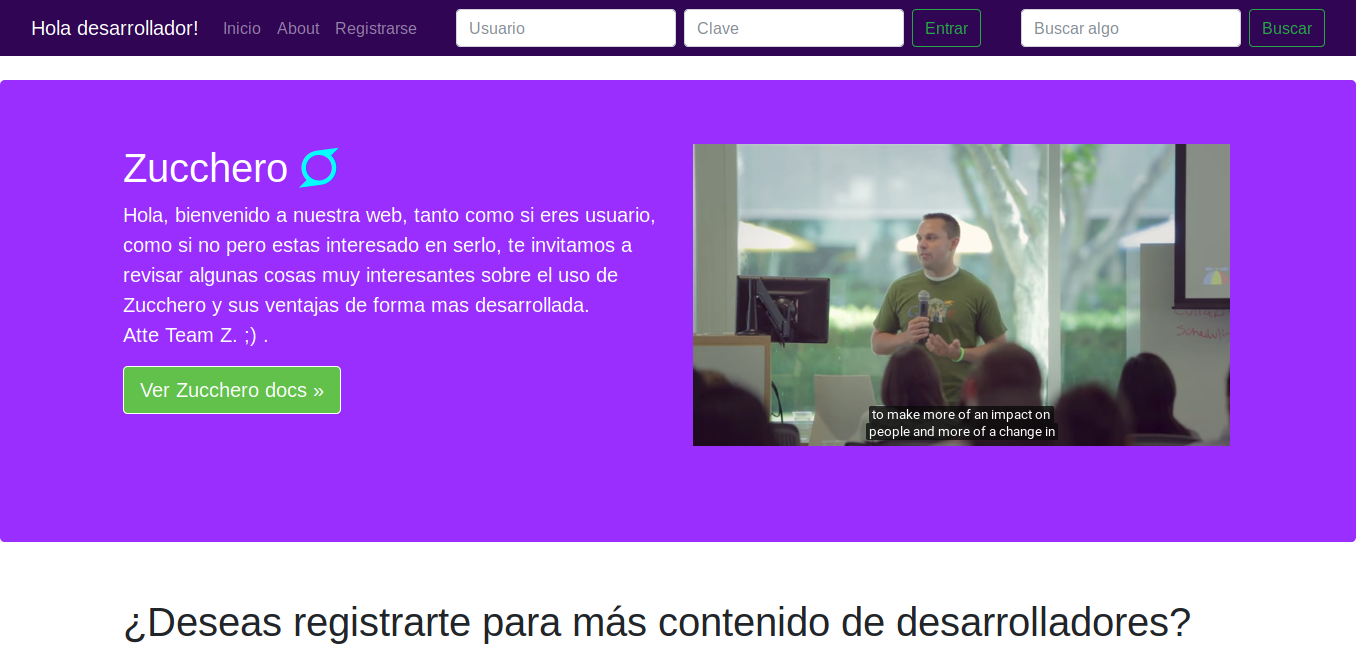 Hola desarrollador! Inicio About Registrarse Usuario Clave Entrar Buscar algo Buscar
Zucchero
Hola, bienvenido a nuestra web, tanto como si eres usuario,
como si no pero estas interesado en serlo, te invitamos a
revisar algunas cosas muy interesantes sobre el uso de
Zucchero y sus ventajas de forma mas desarrollada.
Atte Team Z. ;) .
Ver Zucchero docs »
to make more of an impact on
people and more of a change in
¿Deseas registrarte para más contenido de desarrolladores?